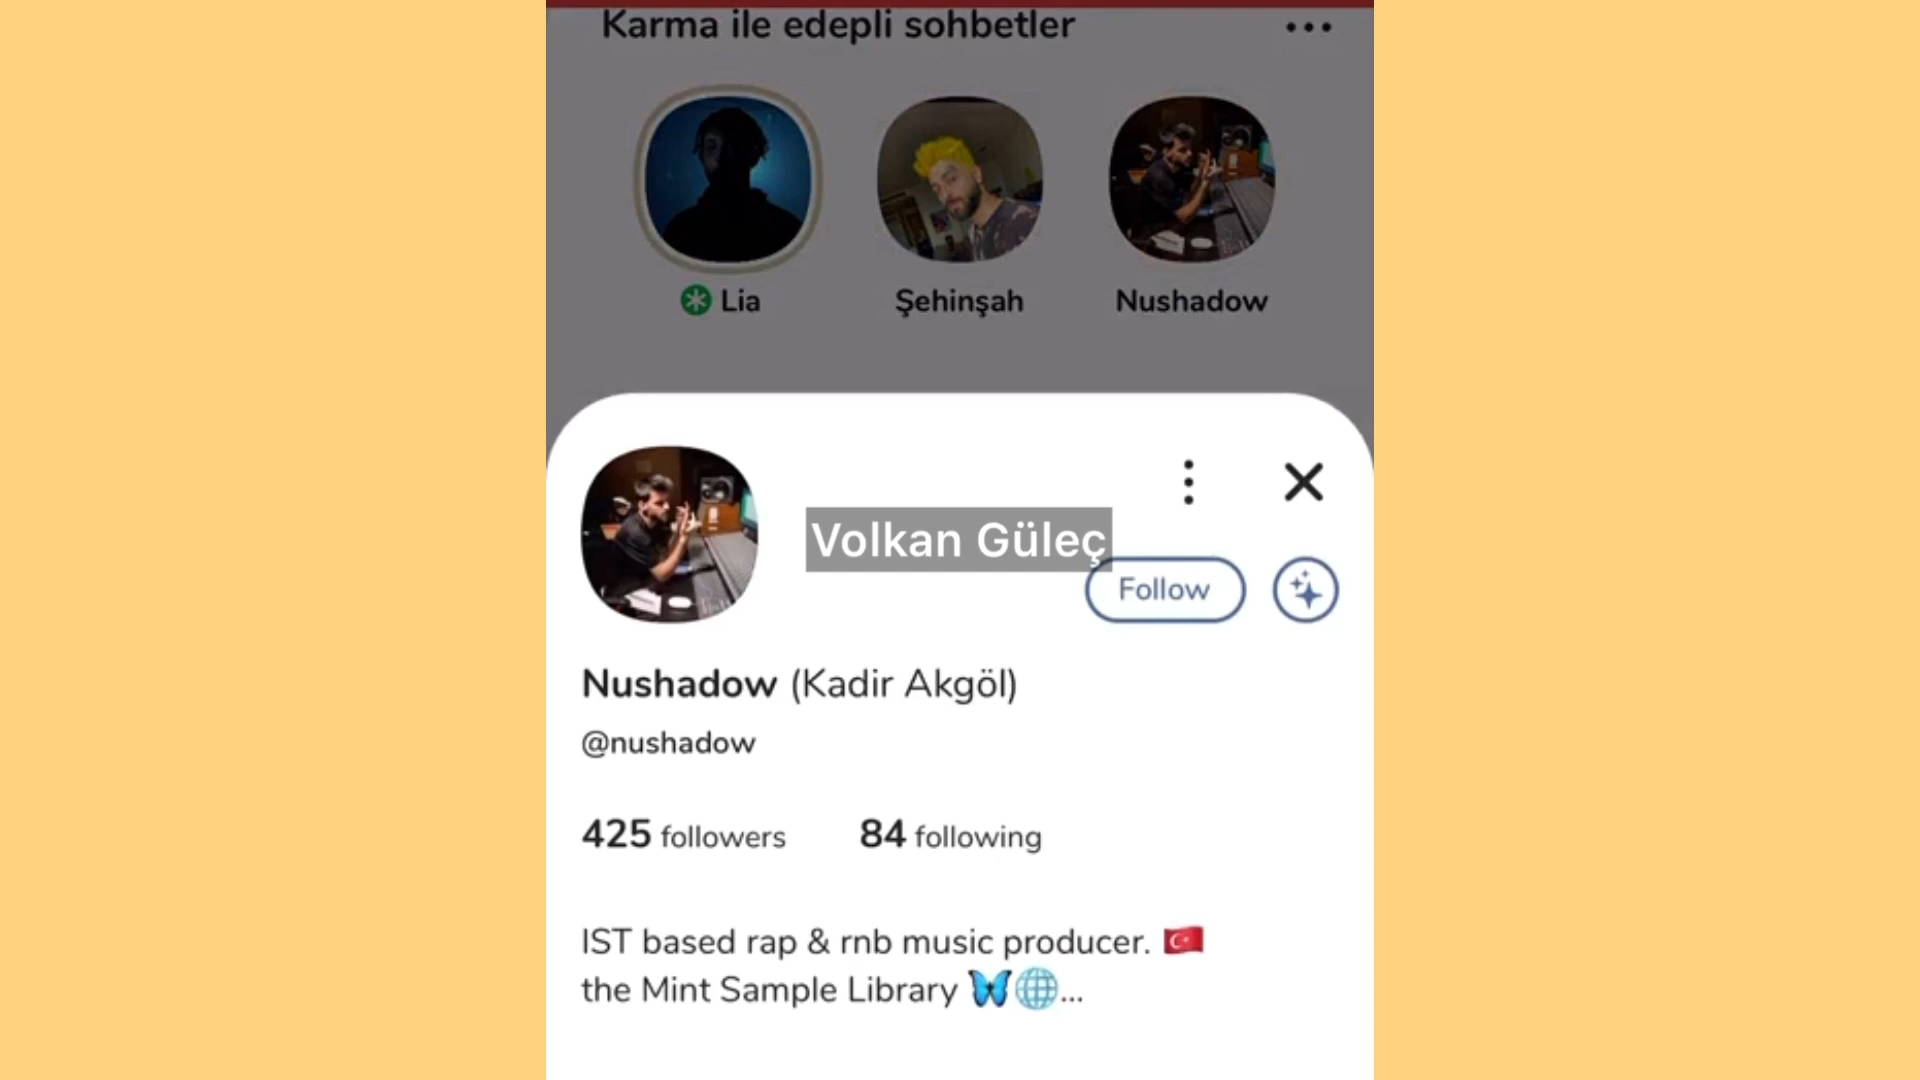 Karma ile edepli sohbetler
Lia
Şehinşah
Nushadow
Volkan Güleç
Follow
Nushadow (Kadir Akgöl)
@nushadow
425 followers 84 following
IST based rap & rnb music producer. 🇹🇷
the Mint Sample Library 🦋🌐...